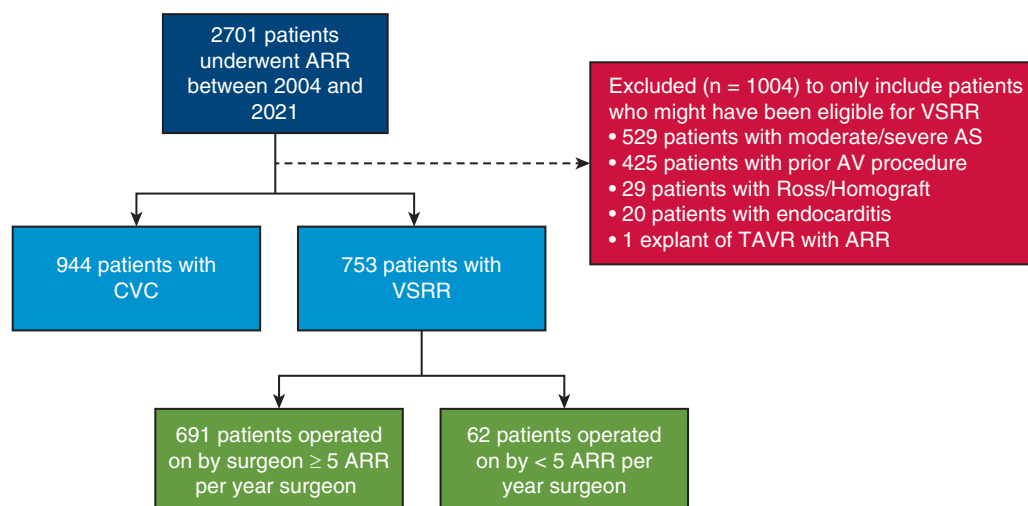 2701 patients
underwent ARR
between 2004 and
2021
Excluded (n = 1004) to only include patients
who might have been eligible for VSRR
• 529 patients with moderate/severe AS
• 425 patients with prior AV procedure
• 29 patients with Ross/Homograft
• 20 patients with endocarditis
• 1 explant of TAVR with ARR
944 patients with
CVC
753 patients with
VSRR
691 patients operated
on by surgeon ≥ 5 ARR
per year surgeon
62 patients operated
on by < 5 ARR per
year surgeon